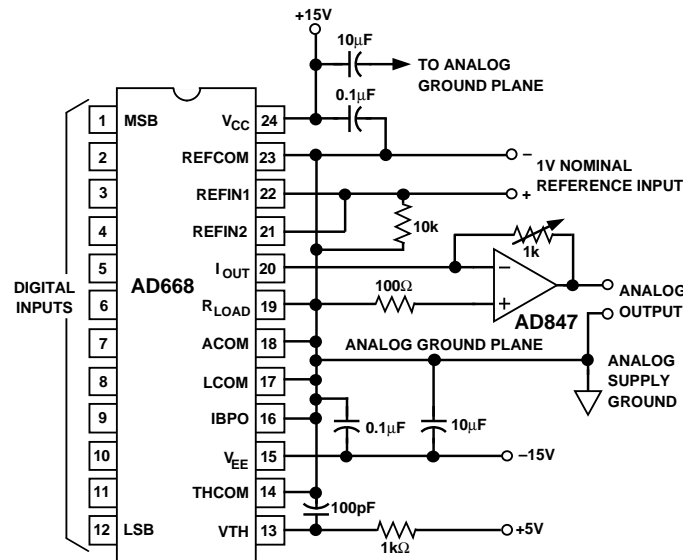 +15V
10µF
TO ANALOG
GROUND PLANE
0.1µF
1 MSB
VCC 24
2
REFCOM 23
–
1V NOMINAL
REFERENCE INPUT
3
REFIN1 22
+
10k
4
REFIN2 21
1k
5
IOUT 20
–
DIGITAL
INPUTS
AD668
100Ω
+
ANALOG
OUTPUT
6
RLOAD 19
AD847
7
ACOM 18
ANALOG GROUND PLANE
ANALOG
SUPPLY
GROUND
8
LCOM 17
9
IBPO 16
0.1µF
10µF
10
VEE 15
–15V
11
THCOM 14
100pF
12 LSB
VTH 13
+5V
1kΩ